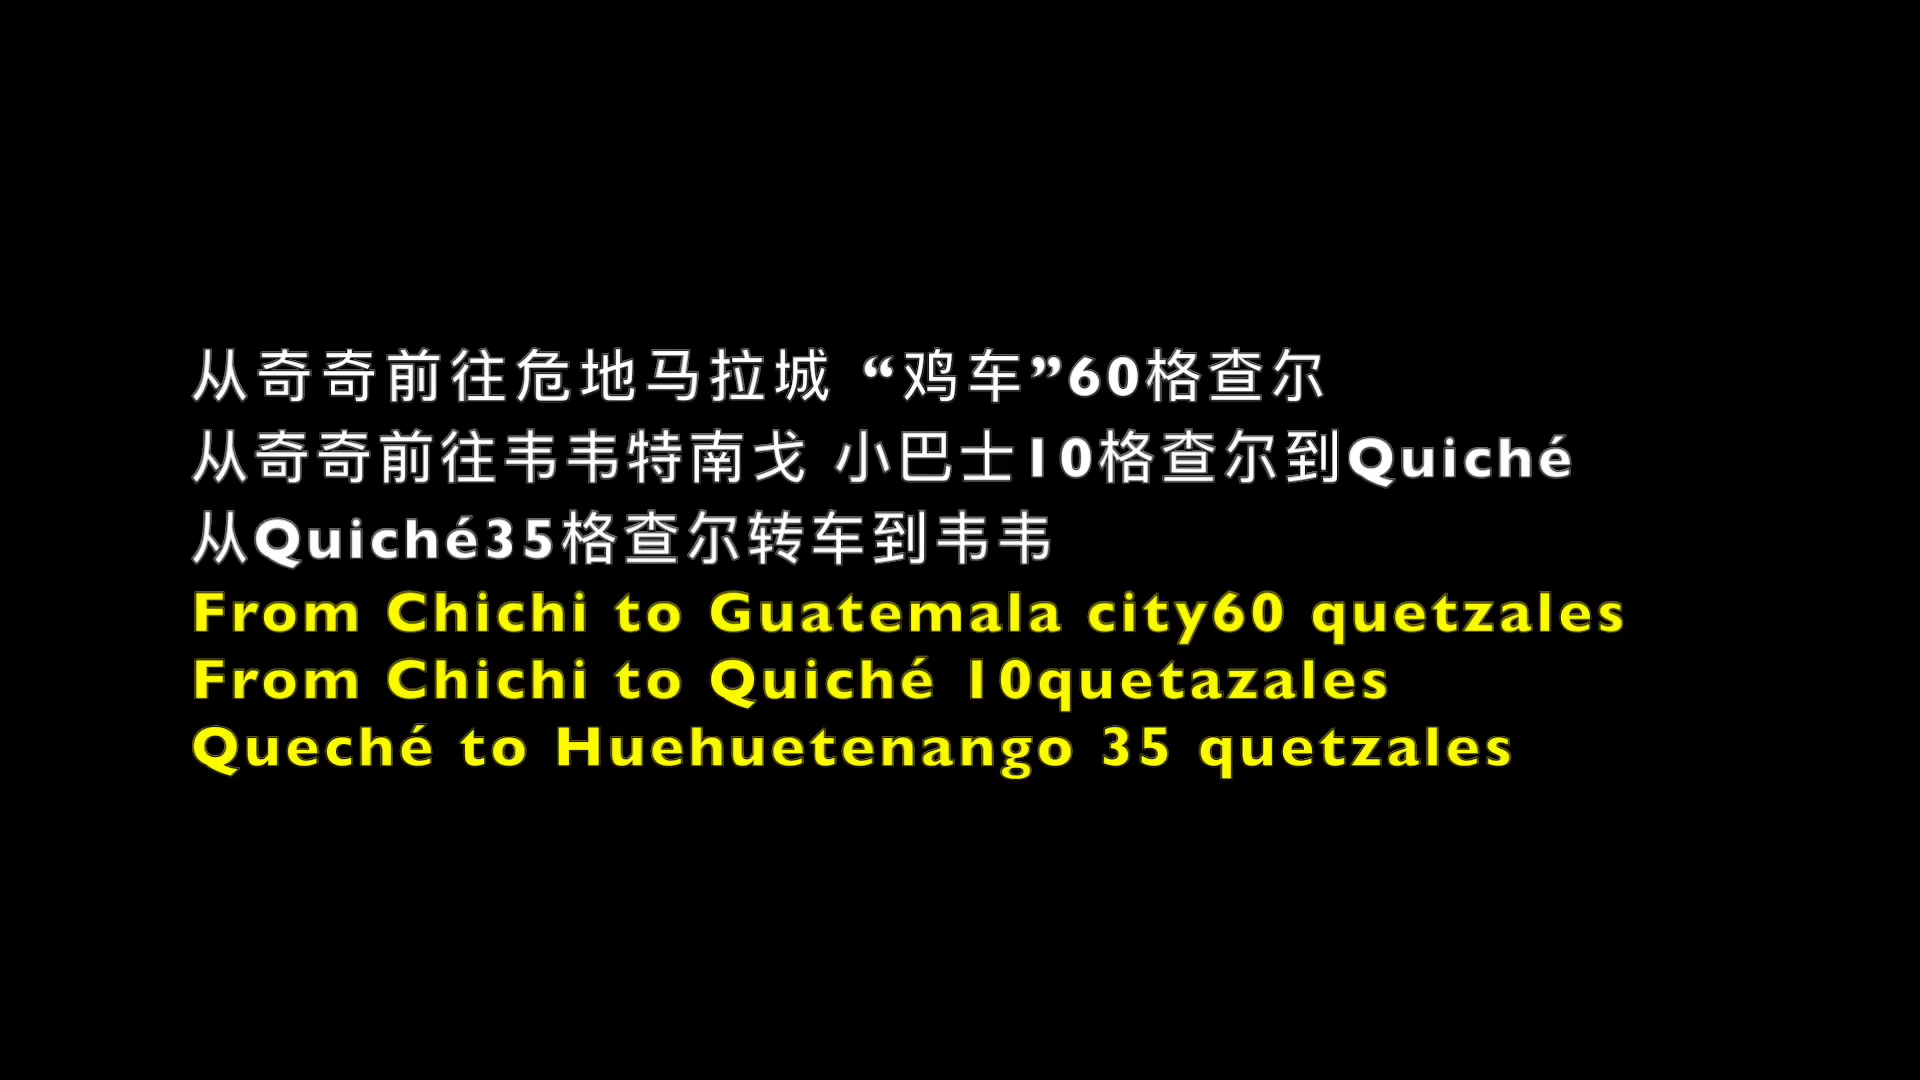 从奇奇前往危地马拉城 “鸡车”60格查尔
从奇奇前往韦韦特南戈 小巴士10格查尔到Quiché
从Quiché35格查尔转车到韦韦
From Chichi to Guatemala city60 quetzales
From Chichi to Quiché 10quetazales
Queché to Huehuetenango 35 quetzales